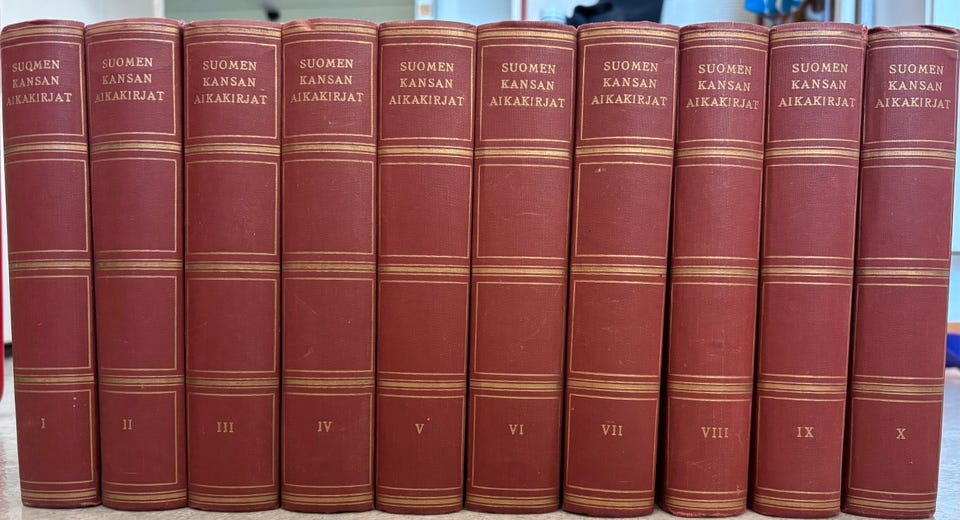 SUOMEN
KANSAN
AIKAKIRJAT
I
SUOMEN
KANSAN
AIKAKIRJAT
II
SUOMEN
KANSAN
AIKAKIRJAT
III
SUOMEN
KANSAN
AIKAKIRJAT
IV
SUOMEN
KANSAN
AIKAKIRJAT
V
SUOMEN
KANSAN
AIKAKIRJAT
VI
SUOMEN
KANSAN
AIKAKIRJAT
VII
SUOMEN
KANSAN
AIKAKIRJAT
VIII
SUOMEN
KANSAN
AIKAKIRJAT
IX
SUOMEN
KANSAN
AIKAKIRJAT
X